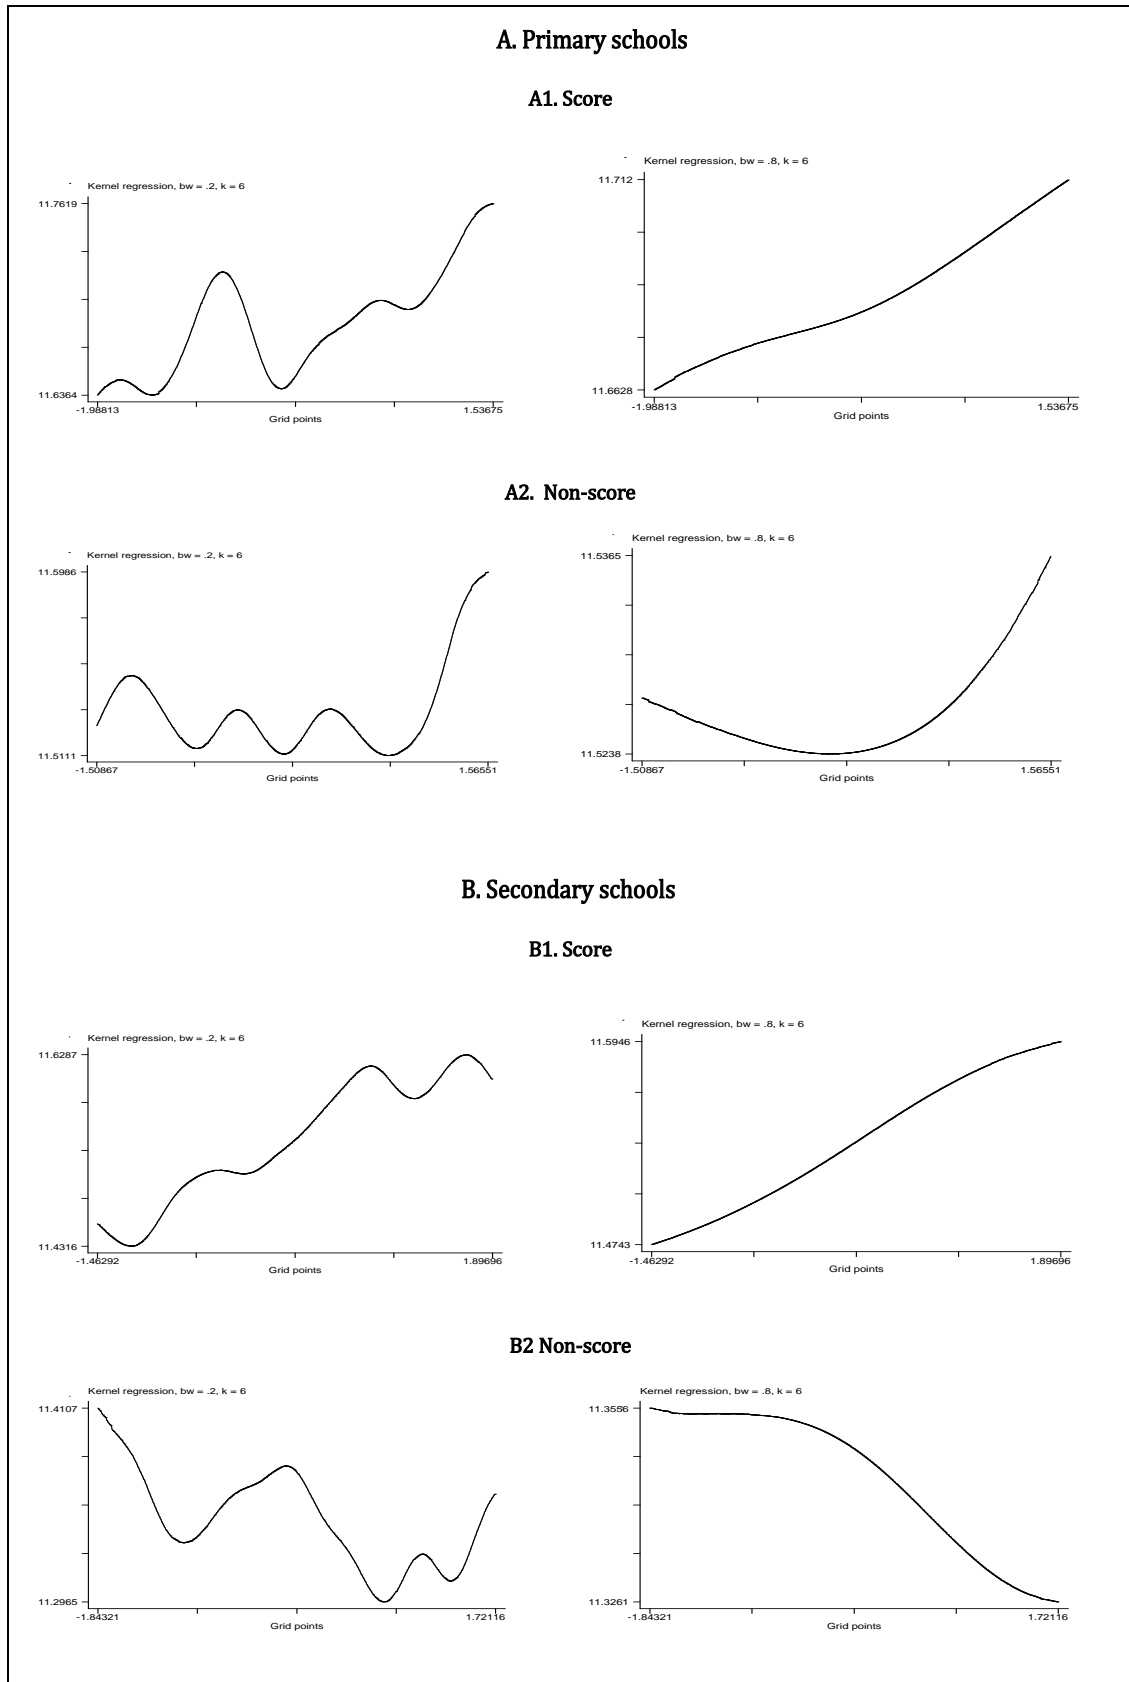 A. Primary schools
A1. Score
Kernel regression, bw = .2, k = 6
11.7619
11.6364
-1.98813
1.53675
Grid points
Kernel regression, bw = .8, k = 6
11.712
11.6628
-1.98813
1.53675
Grid points
A2. Non-score
Kernel regression, bw = .2, k = 6
11.5986
11.5111
-1.50867
1.56551
Grid points
Kernel regression, bw = .8, k = 6
11.5365
11.5238
-1.50867
1.56551
Grid points
B. Secondary schools
B1. Score
Kernel regression, bw = .2, k = 6
11.6287
11.4316
-1.46292
1.89696
Grid points
Kernel regression, bw = .8, k = 6
11.5946
11.4743
-1.46292
1.89696
Grid points
B2 Non-score
Kernel regression, bw = .2, k = 6
11.4107
11.2965
-1.84321
1.72116
Grid points
Kernel regression, bw = .8, k = 6
11.3556
11.3261
-1.84321
1.72116
Grid points